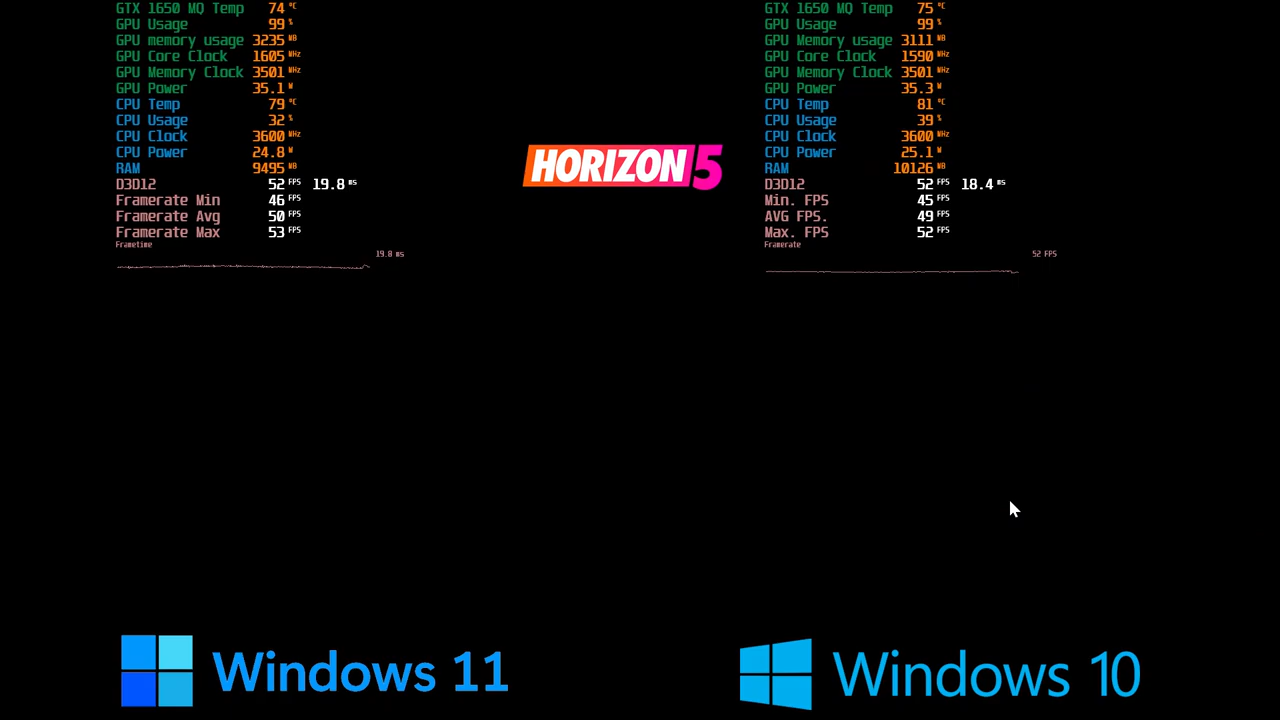 GTX 1650 MQ Temp 74 °C
GPU Usage 99 %
GPU memory usage 3235 MB
GPU Core Clock 1605 MHz
GPU Memory Clock 3501 MHz
GPU Power 35.1 W
CPU Temp 79 °C
CPU Usage 32 %
CPU Clock 3600 MHz
CPU Power 24.8 W
RAM 9495 MB
D3D12 52 FPS 19.8 ms
Framerate Min 46 FPS
Framerate Avg 50 FPS
Framerate Max 53 FPS
Frametime
19.8 ms
HORIZON 5
GTX 1650 MQ Temp 75 °C
GPU Usage 99 %
GPU Memory usage 3111 MB
GPU Core Clock 1590 MHz
GPU Memory Clock 3501 MHz
GPU Power 35.3 W
CPU Temp 81 °C
CPU Usage 39 %
CPU Clock 3600 MHz
CPU Power 25.1 W
RAM 10126 MB
D3D12 52 FPS 18.4 ms
Min. FPS 45 FPS
AVG FPS. 49 FPS
Max. FPS 52 FPS
Framerate
52 FPS
Windows 11
Windows 10